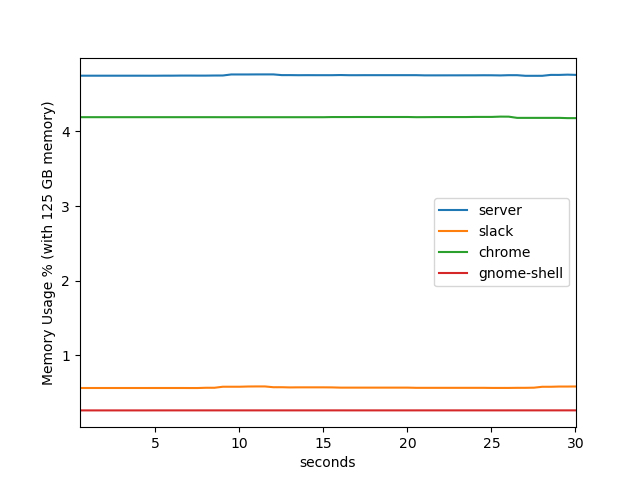 Memory Usage % (with 125 GB memory)
4
3
2
1
server
slack
chrome
gnome-shell
5 10 15 20 25 30
seconds